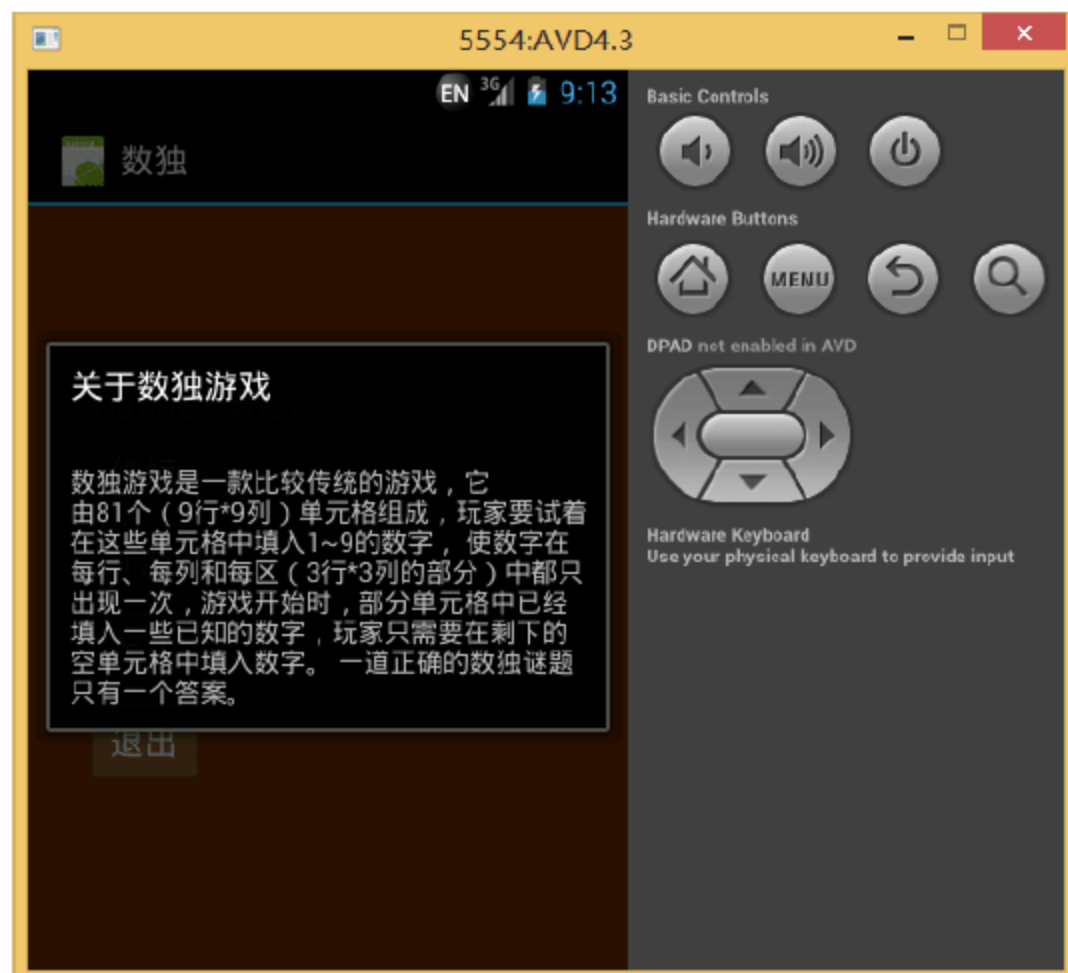 5554:AVD4.3
EN 3G 9:13
数独
关于数独游戏
数独游戏是一款比较传统的游戏，它
由81个（9行*9列）单元格组成，玩家要试着
在这些单元格中填入1~9的数字， 使数字在
每行、每列和每区（3行*3列的部分）中都只
出现一次，游戏开始时，部分单元格中已经
填入一些已知的数字，玩家只需要在剩下的
空单元格中填入数字。 一道正确的数独谜题
只有一个答案。
退出
Basic Controls
Hardware Buttons
MENU
DPAD not enabled in AVD
Hardware Keyboard
Use your physical keyboard to provide input